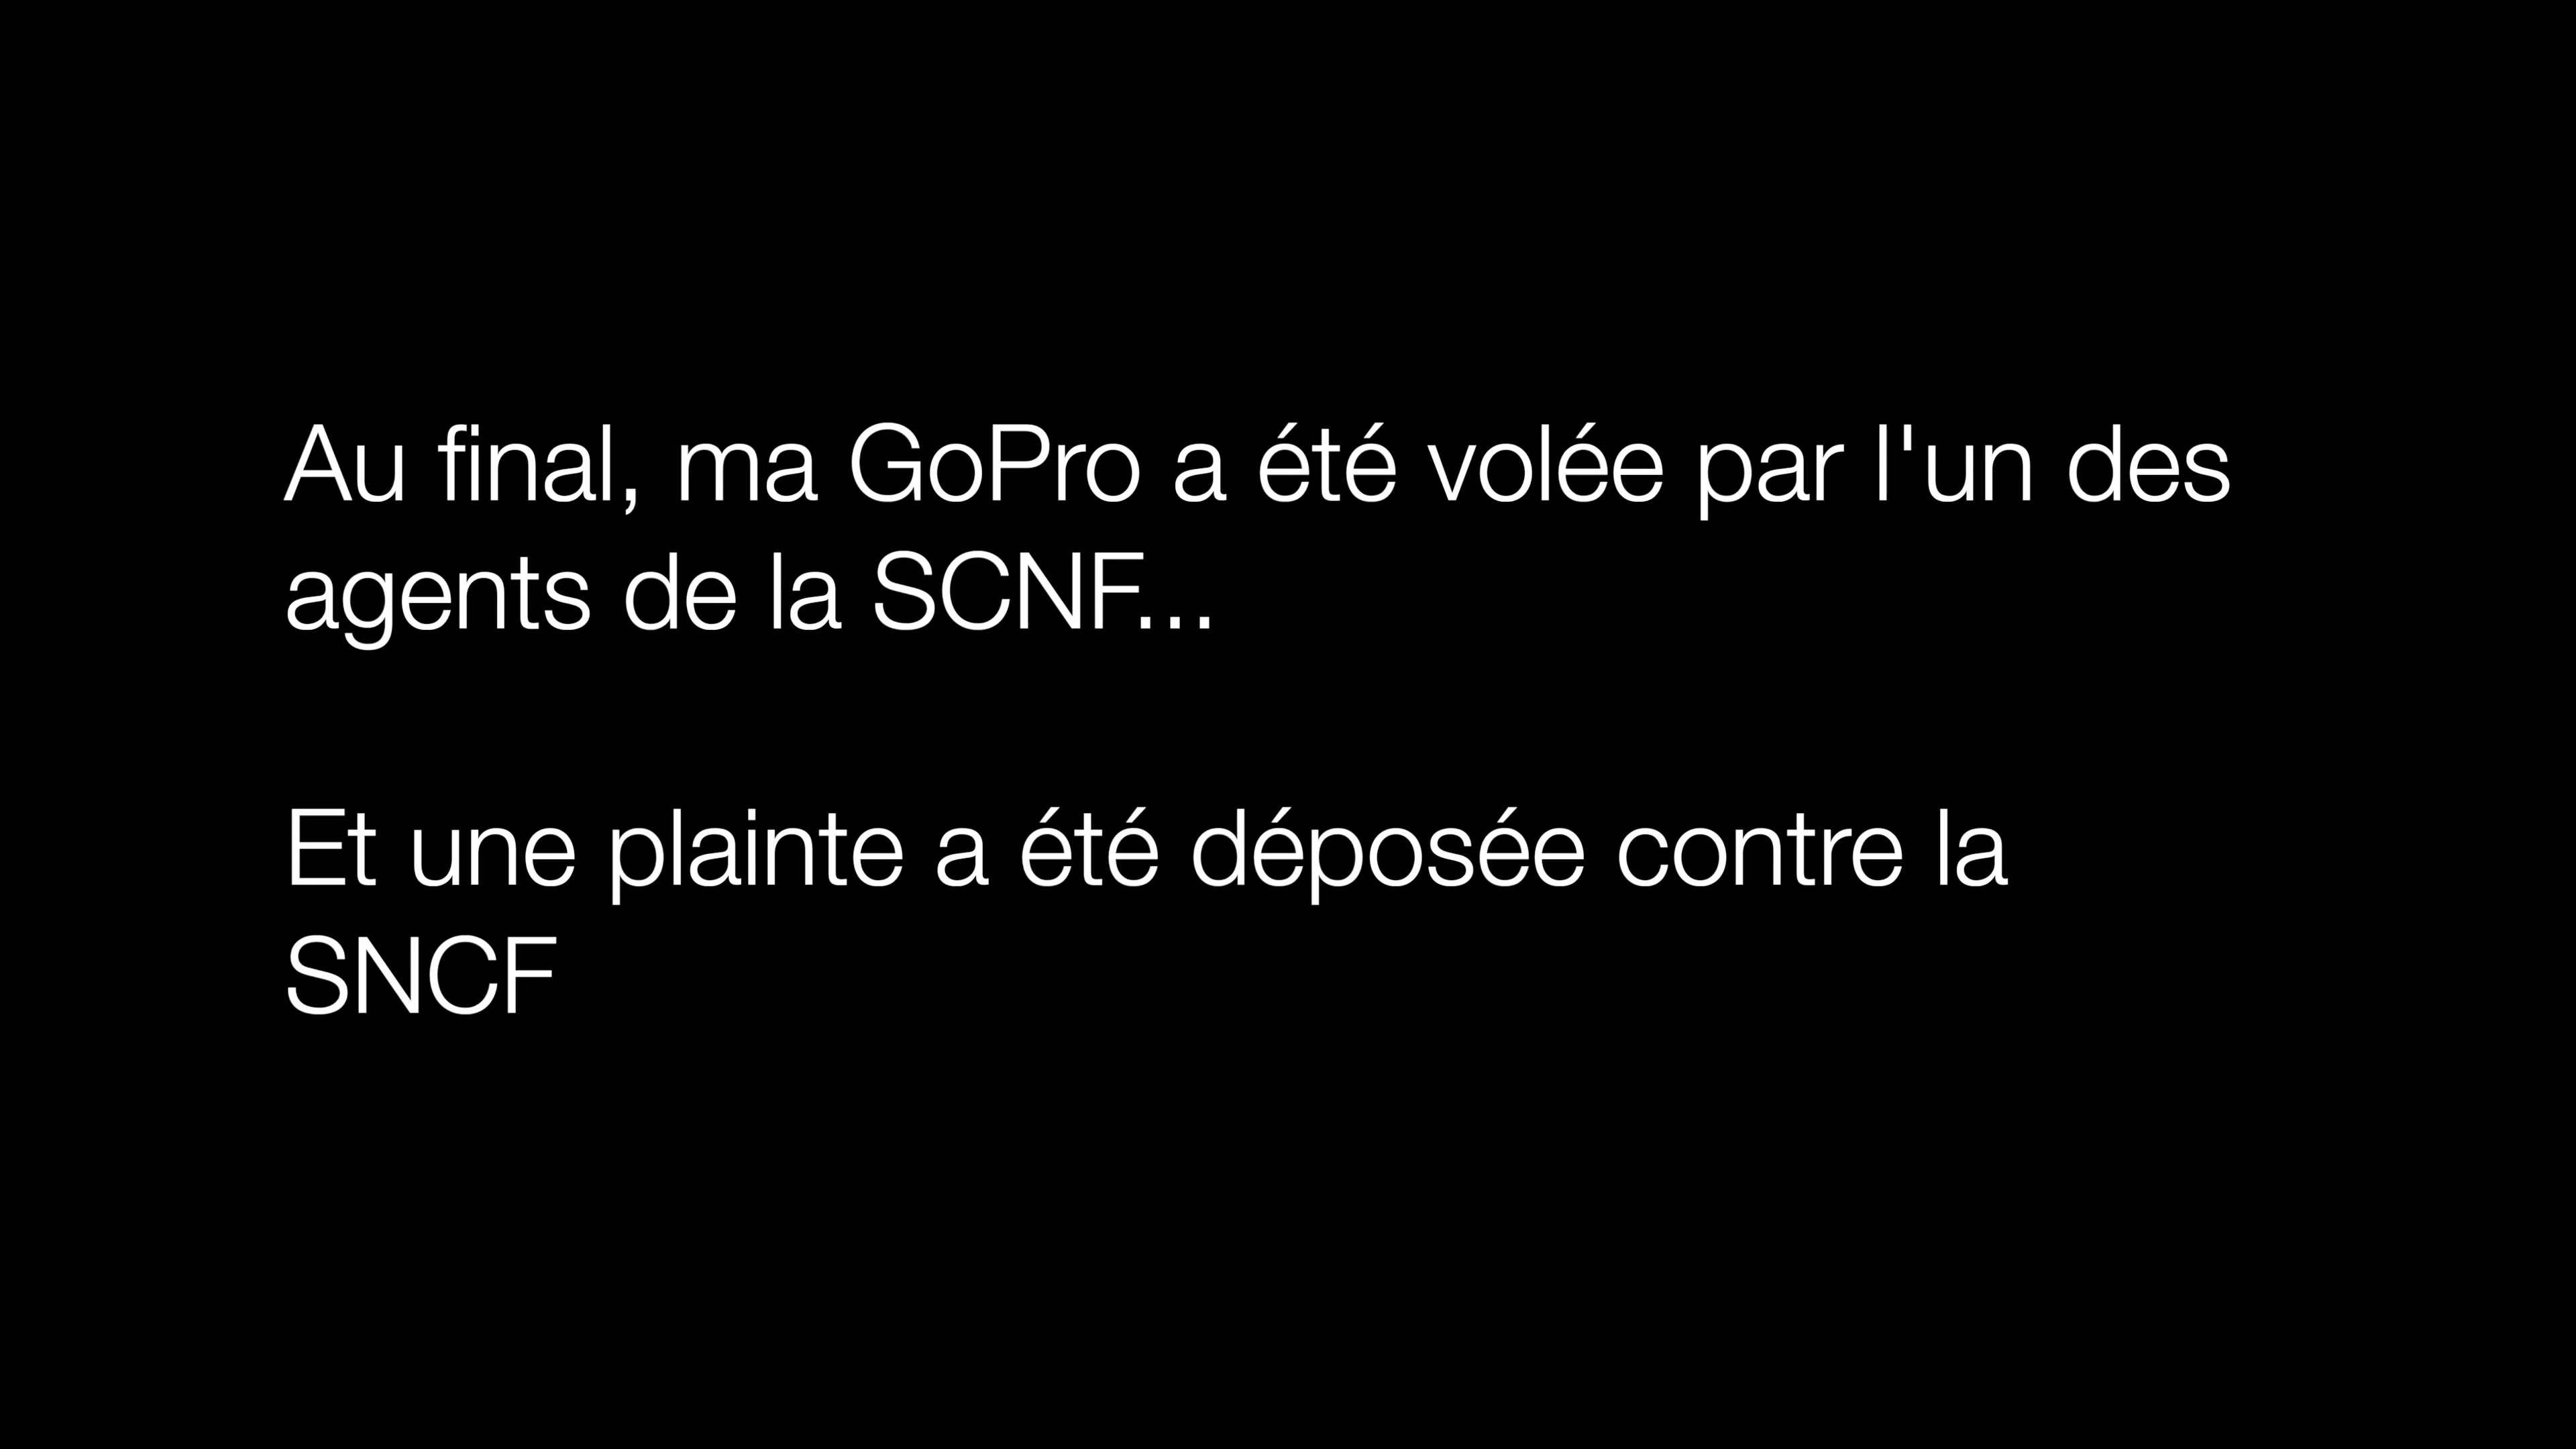 Au final, ma GoPro a été volée par l'un des
agents de la SCNF...
Et une plainte a été déposée contre la
SNCF